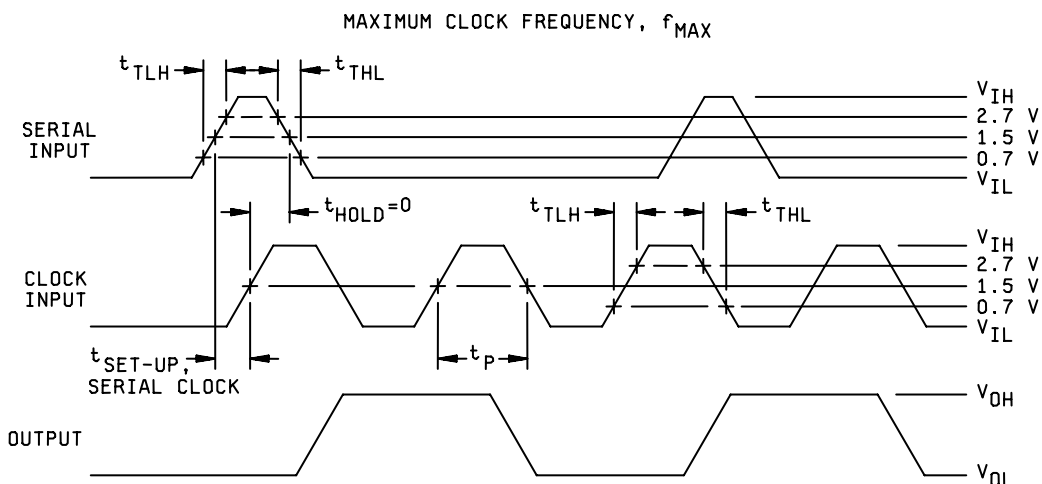 MAXIMUM CLOCK FREQUENCY, fMAX
tTLH
tTHL
SERIAL
INPUT
VIH
2.7 V
1.5 V
0.7 V
VIL
tHOLD=0
tTLH
tTHL
CLOCK
INPUT
VIH
2.7 V
1.5 V
0.7 V
VIL
tSET-UP,
SERIAL CLOCK
tP
OUTPUT
VOH
VOL